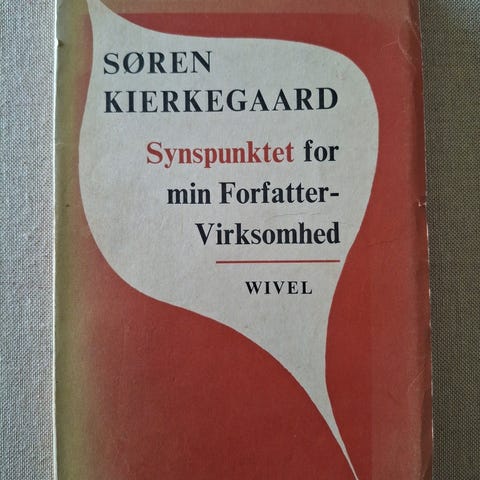 SØREN
KIERKEGAARD
Synspunktet for
min Forfatter-
Virksomhed
WIVEL